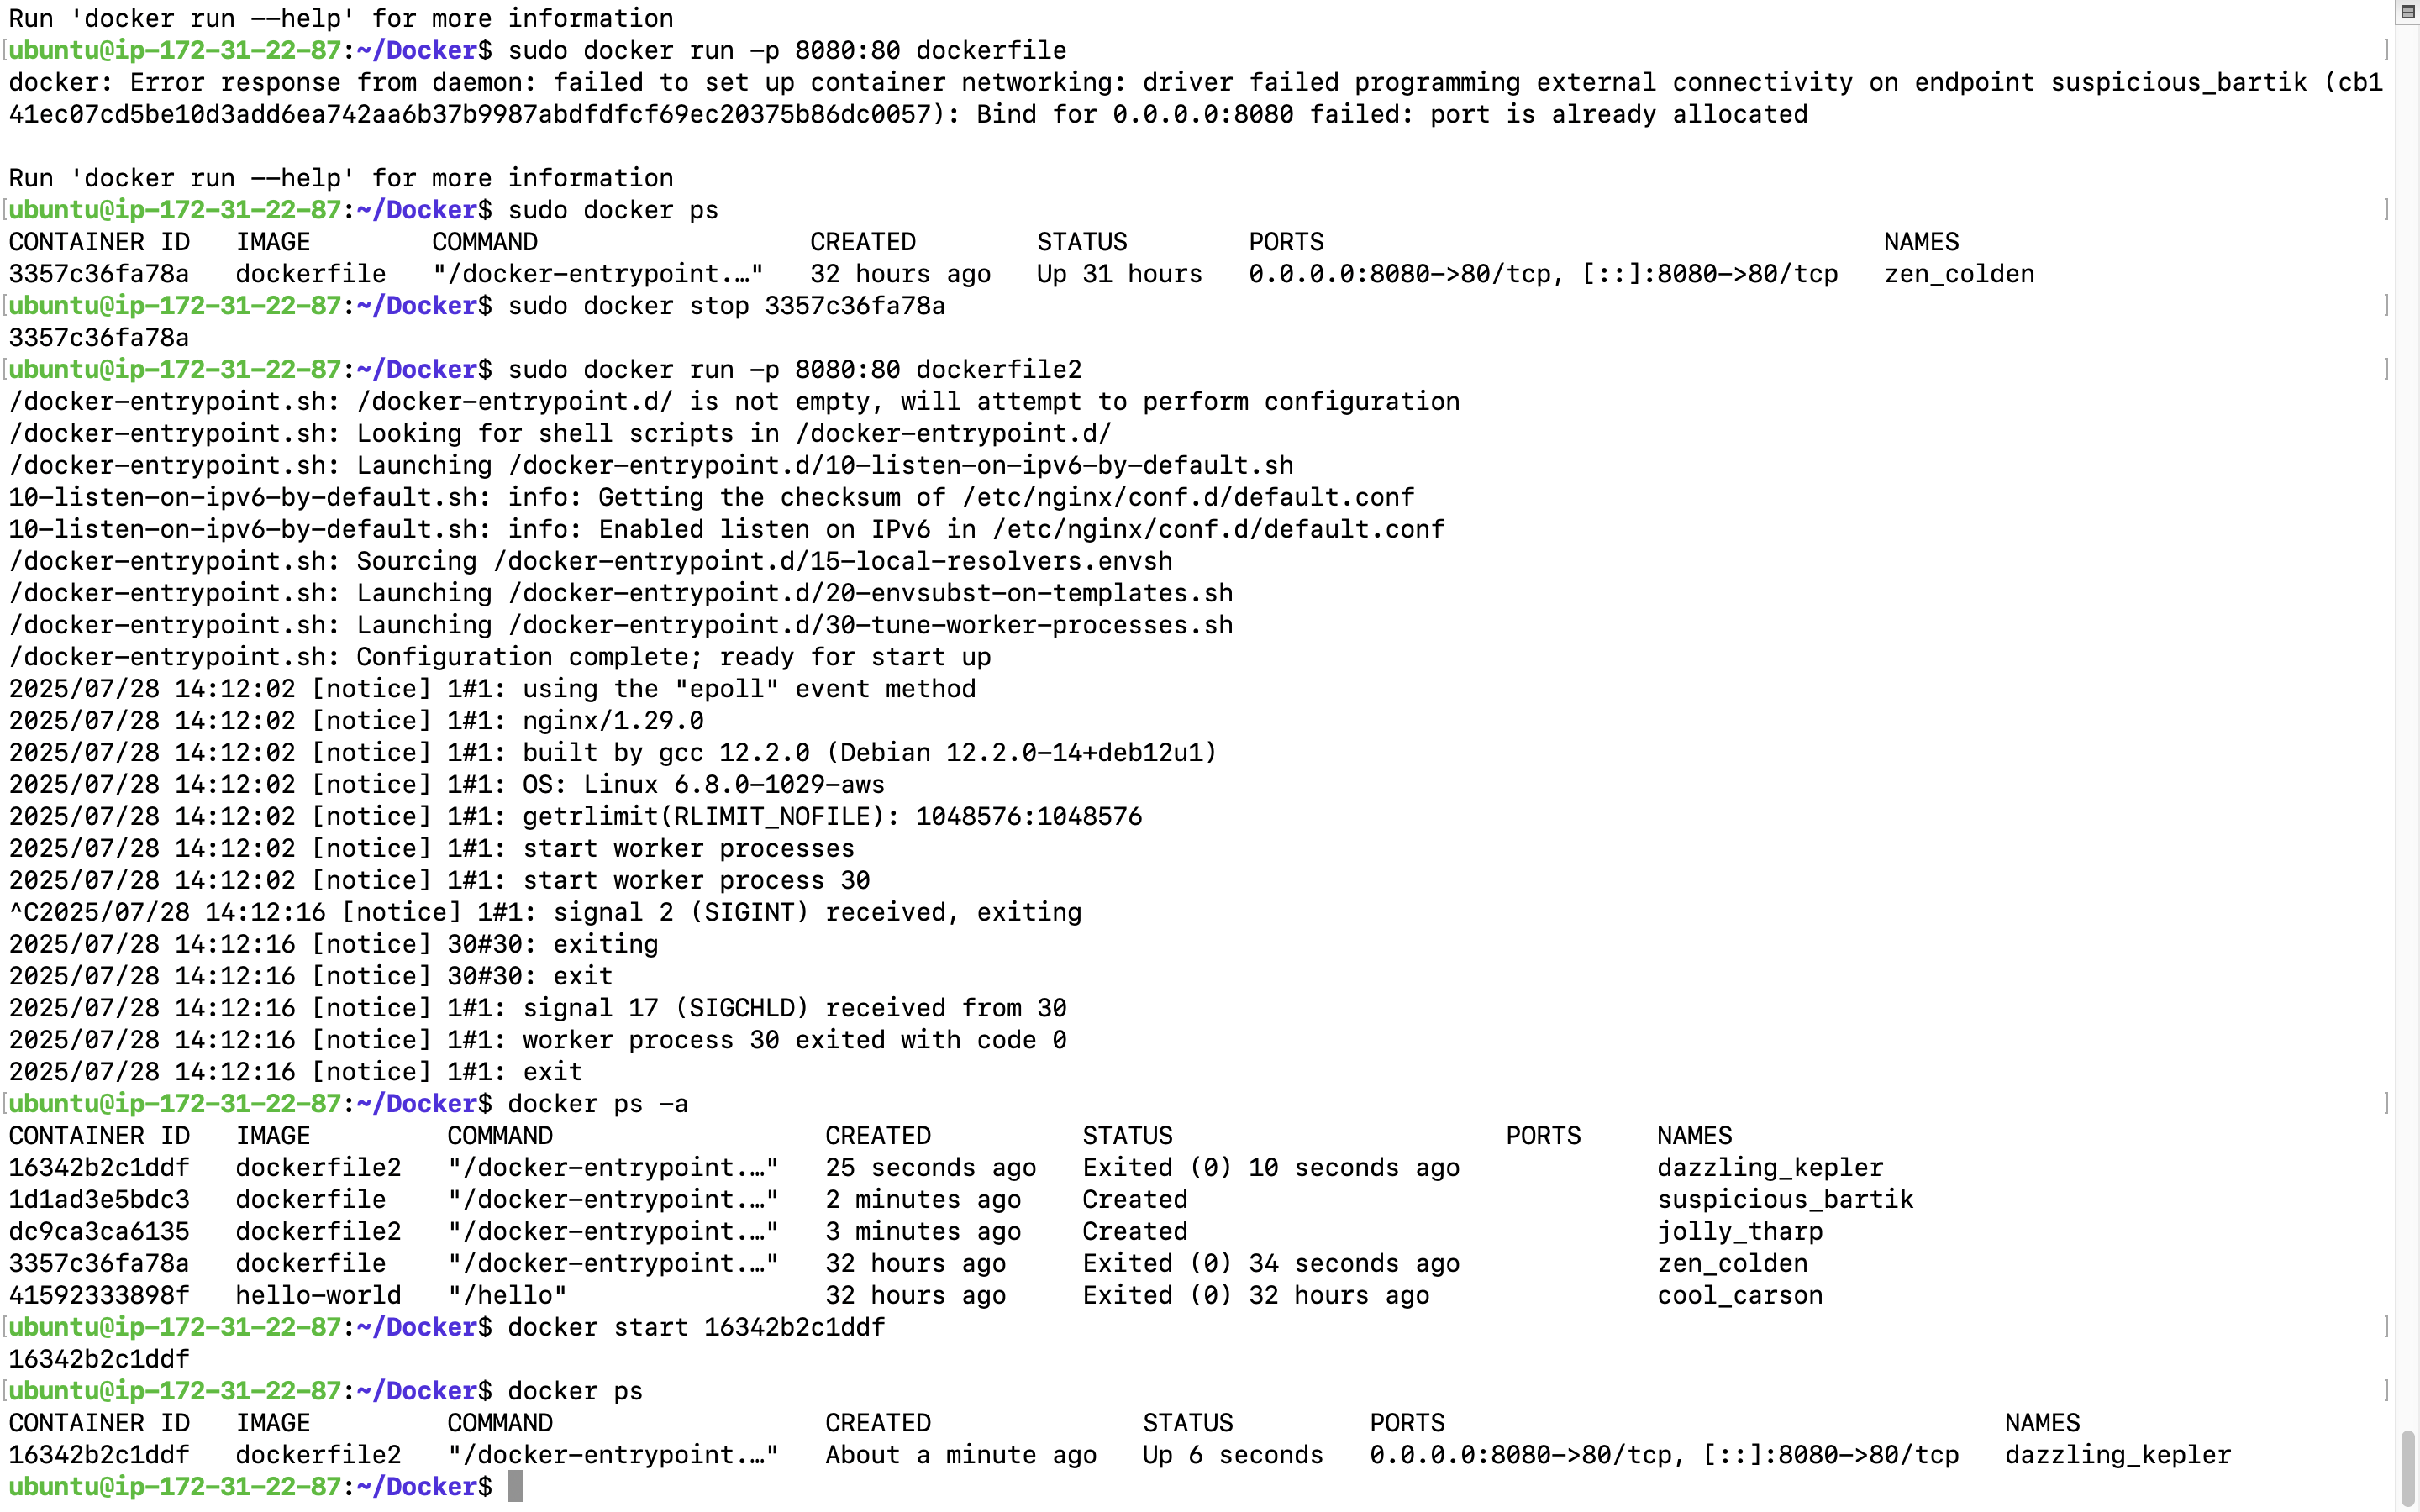 Run 'docker run --help' for more information
[ubuntu@ip-172-31-22-87:~/Docker$ sudo docker run -p 8080:80 dockerfile ]
docker: Error response from daemon: failed to set up container networking: driver failed programming external connectivity on endpoint suspicious_bartik (cb1
41ec07cd5be10d3add6ea742aa6b37b9987abdfdfcf69ec20375b86dc0057): Bind for 0.0.0.0:8080 failed: port is already allocated

Run 'docker run --help' for more information
[ubuntu@ip-172-31-22-87:~/Docker$ sudo docker ps ]
CONTAINER ID   IMAGE        COMMAND                  CREATED        STATUS        PORTS                                     NAMES
3357c36fa78a   dockerfile   "/docker-entrypoint.…"   32 hours ago   Up 31 hours   0.0.0.0:8080->80/tcp, [::]:8080->80/tcp   zen_colden
[ubuntu@ip-172-31-22-87:~/Docker$ sudo docker stop 3357c36fa78a ]
3357c36fa78a
[ubuntu@ip-172-31-22-87:~/Docker$ sudo docker run -p 8080:80 dockerfile2 ]
/docker-entrypoint.sh: /docker-entrypoint.d/ is not empty, will attempt to perform configuration
/docker-entrypoint.sh: Looking for shell scripts in /docker-entrypoint.d/
/docker-entrypoint.sh: Launching /docker-entrypoint.d/10-listen-on-ipv6-by-default.sh
10-listen-on-ipv6-by-default.sh: info: Getting the checksum of /etc/nginx/conf.d/default.conf
10-listen-on-ipv6-by-default.sh: info: Enabled listen on IPv6 in /etc/nginx/conf.d/default.conf
/docker-entrypoint.sh: Sourcing /docker-entrypoint.d/15-local-resolvers.envsh
/docker-entrypoint.sh: Launching /docker-entrypoint.d/20-envsubst-on-templates.sh
/docker-entrypoint.sh: Launching /docker-entrypoint.d/30-tune-worker-processes.sh
/docker-entrypoint.sh: Configuration complete; ready for start up
2025/07/28 14:12:02 [notice] 1#1: using the "epoll" event method
2025/07/28 14:12:02 [notice] 1#1: nginx/1.29.0
2025/07/28 14:12:02 [notice] 1#1: built by gcc 12.2.0 (Debian 12.2.0-14+deb12u1)
2025/07/28 14:12:02 [notice] 1#1: OS: Linux 6.8.0-1029-aws
2025/07/28 14:12:02 [notice] 1#1: getrlimit(RLIMIT_NOFILE): 1048576:1048576
2025/07/28 14:12:02 [notice] 1#1: start worker processes
2025/07/28 14:12:02 [notice] 1#1: start worker process 30
^C2025/07/28 14:12:16 [notice] 1#1: signal 2 (SIGINT) received, exiting
2025/07/28 14:12:16 [notice] 30#30: exiting
2025/07/28 14:12:16 [notice] 30#30: exit
2025/07/28 14:12:16 [notice] 1#1: signal 17 (SIGCHLD) received from 30
2025/07/28 14:12:16 [notice] 1#1: worker process 30 exited with code 0
2025/07/28 14:12:16 [notice] 1#1: exit
[ubuntu@ip-172-31-22-87:~/Docker$ docker ps -a ]
CONTAINER ID   IMAGE         COMMAND                  CREATED          STATUS                      PORTS     NAMES
16342b2c1ddf   dockerfile2   "/docker-entrypoint.…"   25 seconds ago   Exited (0) 10 seconds ago             dazzling_kepler
1d1ad3e5bdc3   dockerfile    "/docker-entrypoint.…"   2 minutes ago    Created                               suspicious_bartik
dc9ca3ca6135   dockerfile2   "/docker-entrypoint.…"   3 minutes ago    Created                               jolly_tharp
3357c36fa78a   dockerfile    "/docker-entrypoint.…"   32 hours ago     Exited (0) 34 seconds ago             zen_colden
41592333898f   hello-world   "/hello"                 32 hours ago     Exited (0) 32 hours ago               cool_carson
[ubuntu@ip-172-31-22-87:~/Docker$ docker start 16342b2c1ddf ]
16342b2c1ddf
[ubuntu@ip-172-31-22-87:~/Docker$ docker ps ]
CONTAINER ID   IMAGE         COMMAND                  CREATED              STATUS         PORTS                                     NAMES
16342b2c1ddf   dockerfile2   "/docker-entrypoint.…"   About a minute ago   Up 6 seconds   0.0.0.0:8080->80/tcp, [::]:8080->80/tcp   dazzling_kepler
ubuntu@ip-172-31-22-87:~/Docker$